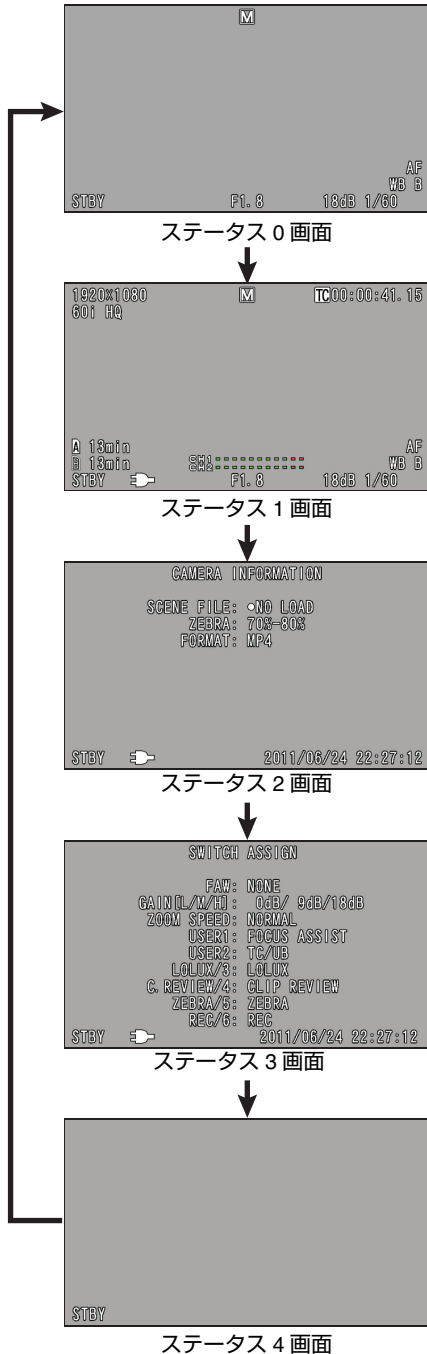 M
AF
WB B
STBY F1.8 18dB 1/60
ステータス 0 画面
1920×1080 M TC00:00:41.15
60i HQ
A 13min AF
B 13min CH1 CH2 WB B
STBY F1.8 18dB 1/60
ステータス 1 画面
CAMERA INFORMATION
SCENE FILE: ●NO LOAD
ZEBRA: 70%-80%
FORMAT: MP4
STBY 2011/06/24 22:27:12
ステータス 2 画面
SWITCH ASSIGN
FAW: NONE
GAIN[L/M/H]: 0dB/ 9dB/18dB
ZOOM SPEED: NORMAL
USER1: FOCUS ASSIST
USER2: TC/UB
LOLUX/3: LOLUX
C.REVIEW/4: CLIP REVIEW
ZEBRA/5: ZEBRA
REC/6: REC
STBY 2011/06/24 22:27:12
ステータス 3 画面
STBY
ステータス 4 画面